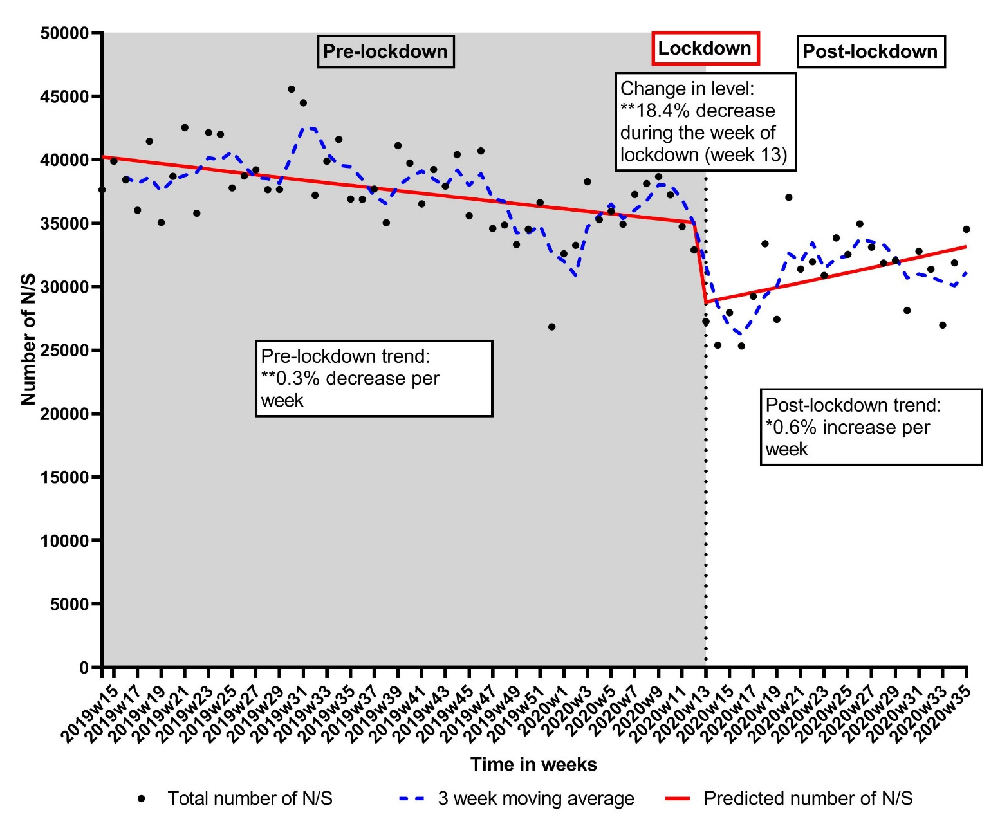 50000
45000
40000
35000
30000
25000
20000
15000
10000
5000
0
Number of N/S
Pre-lockdown
Lockdown
Post-lockdown
Change in level:
**18.4% decrease
during the week of
lockdown (week 13)
Pre-lockdown trend:
**0.3% decrease per
week
Post-lockdown trend:
*0.6% increase per
week
2019w15
2019w17
2019w19
2019w21
2019w23
2019w25
2019w27
2019w29
2019w31
2019w33
2019w35
2019w37
2019w39
2019w41
2019w43
2019w45
2019w47
2019w49
2019w51
2020w1
2020w3
2020w5
2020w7
2020w9
2020w11
2020w13
2020w15
2020w17
2020w19
2020w21
2020w23
2020w25
2020w27
2020w29
2020w31
2020w33
2020w35
Time in weeks
Total number of N/S
3 week moving average
Predicted number of N/S